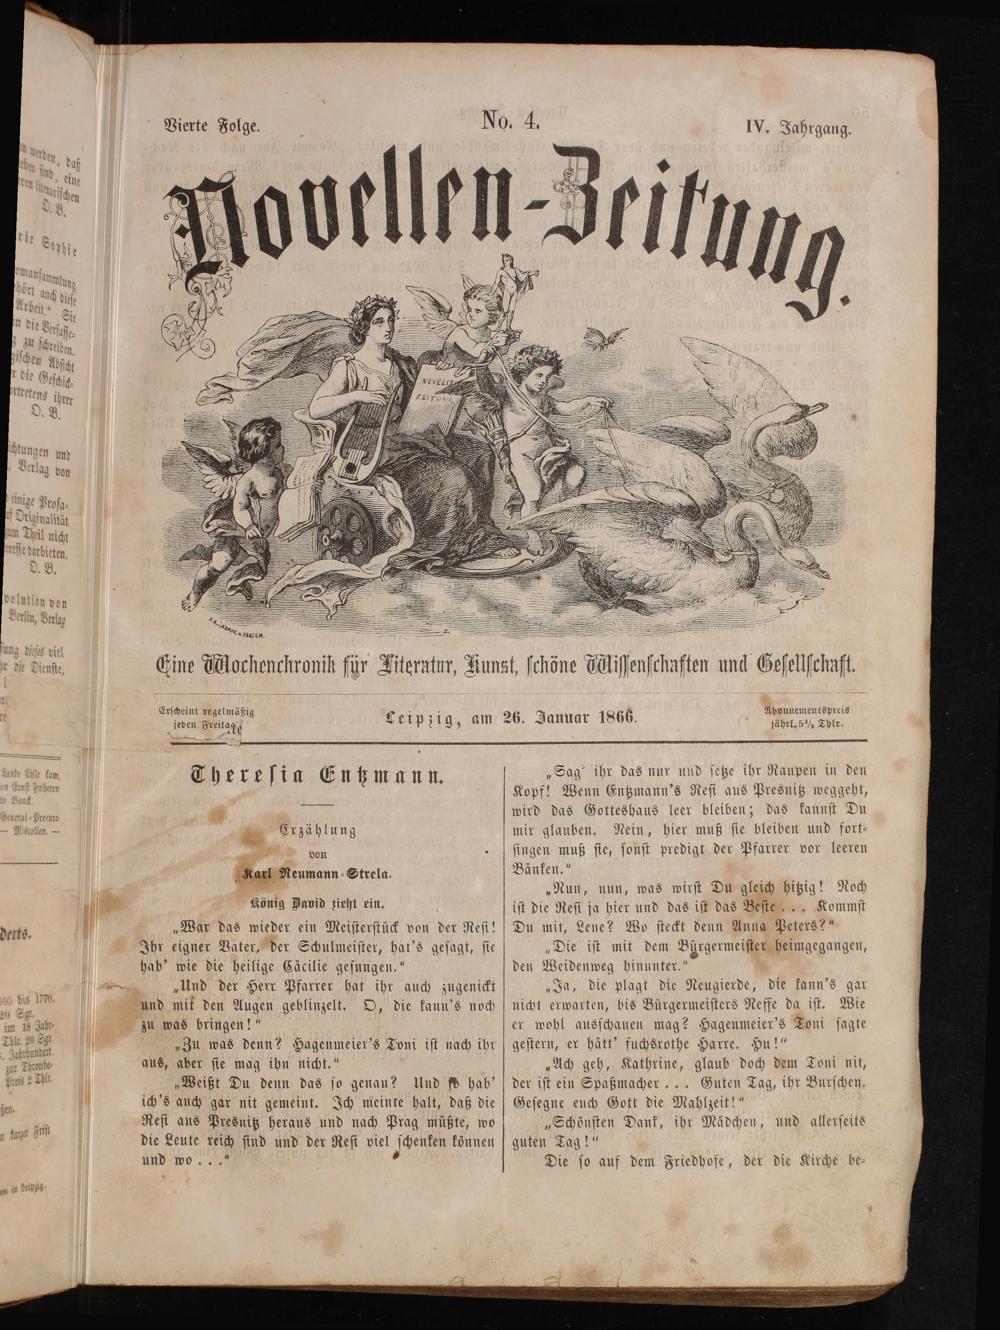 Vierte Folge.
No. 4.
IV. Jahrgang.
Novellen-Zeitung.
NOVELLEN
ZEITUNG
Eine Wochenchronik für Literatur, Kunst, schöne Wissenschaften und Gesellschaft.
Erscheint regelmäßig
jeden Freitag.
Leipzig, am 26. Januar 1866.
Abonnementspreis
jährl. 5⅓ Thlr.
Theresia Entzmann.
Erzählung
von
Karl Neumann-Strela.
König David zieht ein.
„War das wieder ein Meisterstück von der Resi!
Ihr eigner Vater, der Schulmeister, hat's gesagt, sie
hab' wie die heilige Cäcilie gesungen.“
„Und der Herr Pfarrer hat ihr auch zugenickt
und mit den Augen geblinzelt. O, die kann's noch
zu was bringen!“
„Zu was denn? Hagenmeier's Toni ist nach ihr
aus, aber sie mag ihn nicht.“
„Weißt Du denn das so genau? Und so hab'
ich's auch gar nit gemeint. Ich meinte halt, daß die
Resi aus Presnitz heraus und nach Prag müßte, wo
die Leute reich sind und der Resi viel schenken können
und wo . . .“
„Sag' ihr das nur und setze ihr Raupen in den
Kopf! Wenn Entzmann's Resi aus Presnitz weggeht,
wird das Gotteshaus leer bleiben; das kannst Du
mir glauben. Nein, hier muß sie bleiben und fort-
singen muß sie, sonst predigt der Pfarrer vor leeren
Bänken.“
„Nun, nun, was wirst Du gleich hitzig! Noch
ist die Resi ja hier und das ist das Beste . . . Kommst
Du mit, Lene? Wo steckt denn Anna Peters?“
„Die ist mit dem Bürgermeister heimgegangen,
den Weidenweg hinunter.“
„Ja, die plagt die Neugierde, die kann's gar
nicht erwarten, bis Bürgermeisters Neffe da ist. Wie
er wohl ausschauen mag? Hagenmeier's Toni sagte
gestern, er hätt' fuchsrothe Harre. Hu!“
„Ach geh, Kathrine, glaub doch dem Toni nit,
der ist ein Spaßmacher . . . Guten Tag, ihr Burschen.
Gesegne euch Gott die Mahlzeit!“
„Schönsten Dank, ihr Mädchen, und allerseits
guten Tag!“
Die so auf dem Friedhofe, der die Kirche be-